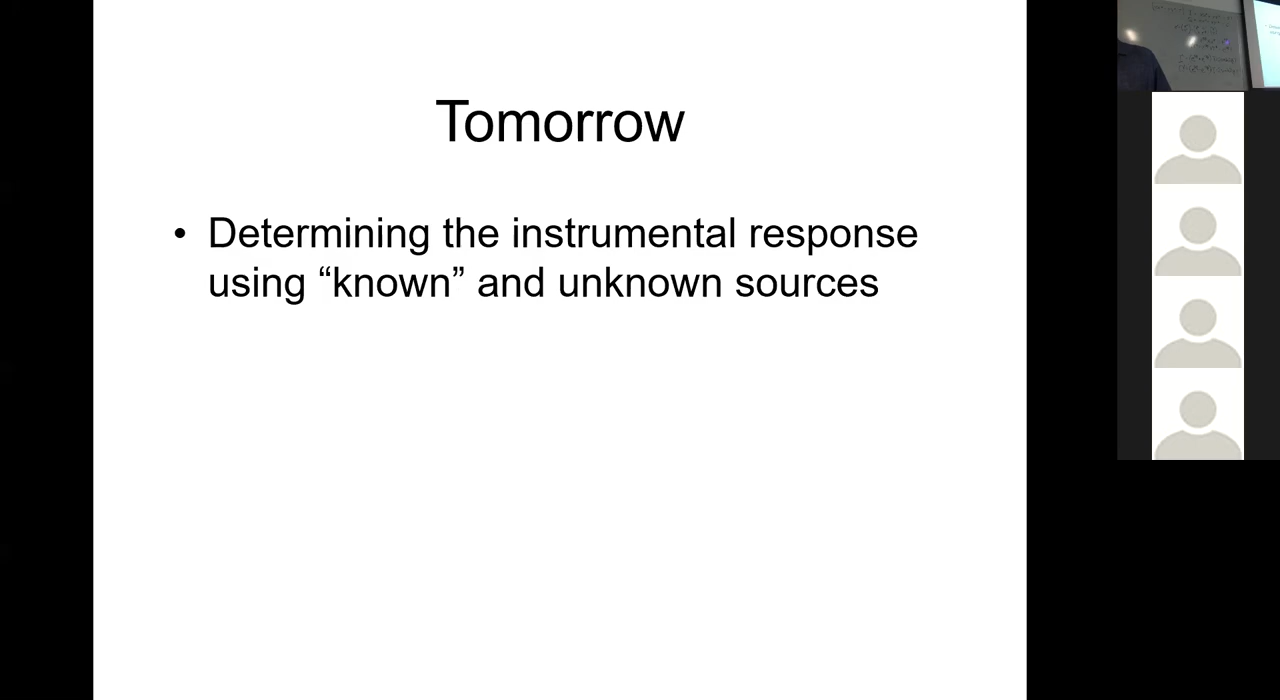 Tomorrow
• Determining the instrumental response
using “known” and unknown sources